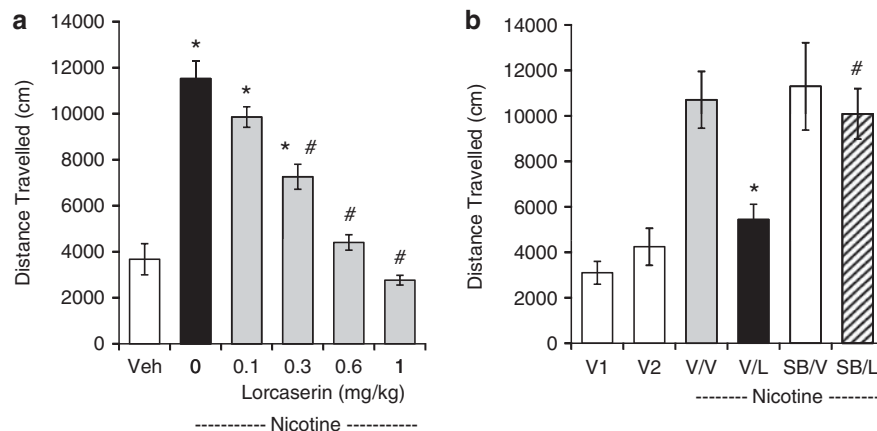 a
14000
12000
10000
8000
6000
4000
2000
0
Distance Travelled (cm)
*
*
* #
#
#
Veh 0 0.1 0.3 0.6 1
Lorcaserin (mg/kg)
----------- Nicotine -----------
b
14000
12000
10000
8000
6000
4000
2000
0
Distance Travelled (cm)
*
#
V1 V2 V/V V/L SB/V SB/L
-------- Nicotine --------